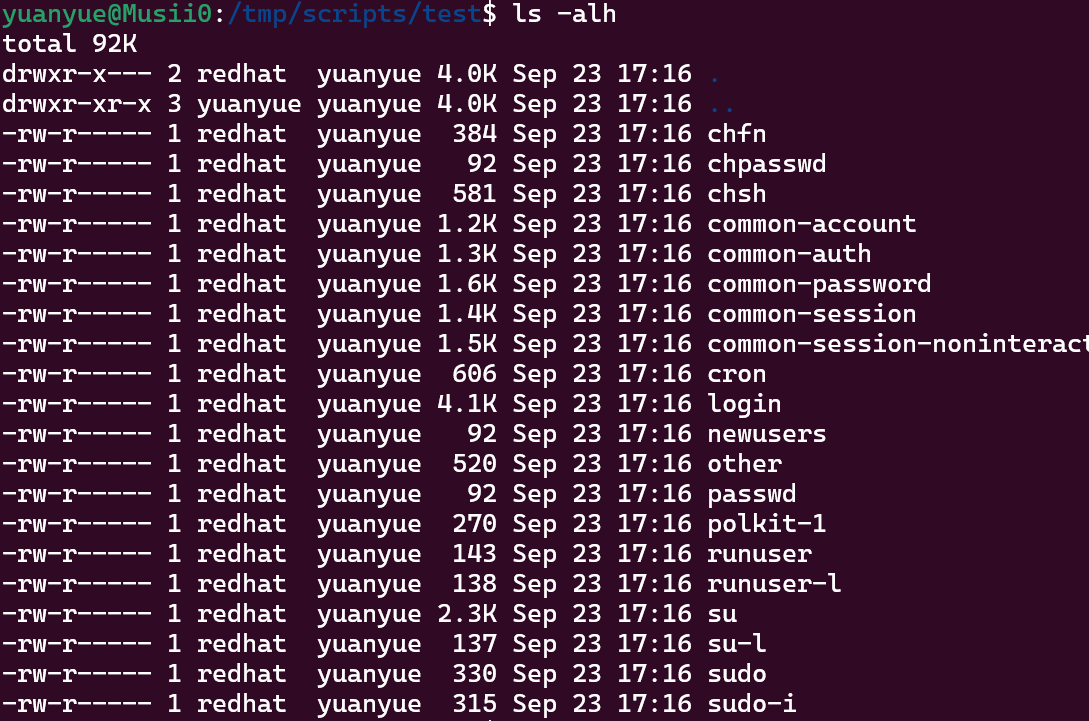 yuanyue@Musii0:/tmp/scripts/test$ ls -alh
total 92K
drwxr-x--- 2 redhat  yuanyue 4.0K Sep 23 17:16 .
drwxr-xr-x 3 yuanyue yuanyue 4.0K Sep 23 17:16 ..
-rw-r----- 1 redhat  yuanyue  384 Sep 23 17:16 chfn
-rw-r----- 1 redhat  yuanyue   92 Sep 23 17:16 chpasswd
-rw-r----- 1 redhat  yuanyue  581 Sep 23 17:16 chsh
-rw-r----- 1 redhat  yuanyue 1.2K Sep 23 17:16 common-account
-rw-r----- 1 redhat  yuanyue 1.3K Sep 23 17:16 common-auth
-rw-r----- 1 redhat  yuanyue 1.6K Sep 23 17:16 common-password
-rw-r----- 1 redhat  yuanyue 1.4K Sep 23 17:16 common-session
-rw-r----- 1 redhat  yuanyue 1.5K Sep 23 17:16 common-session-noninteract
-rw-r----- 1 redhat  yuanyue  606 Sep 23 17:16 cron
-rw-r----- 1 redhat  yuanyue 4.1K Sep 23 17:16 login
-rw-r----- 1 redhat  yuanyue   92 Sep 23 17:16 newusers
-rw-r----- 1 redhat  yuanyue  520 Sep 23 17:16 other
-rw-r----- 1 redhat  yuanyue   92 Sep 23 17:16 passwd
-rw-r----- 1 redhat  yuanyue  270 Sep 23 17:16 polkit-1
-rw-r----- 1 redhat  yuanyue  143 Sep 23 17:16 runuser
-rw-r----- 1 redhat  yuanyue  138 Sep 23 17:16 runuser-l
-rw-r----- 1 redhat  yuanyue 2.3K Sep 23 17:16 su
-rw-r----- 1 redhat  yuanyue  137 Sep 23 17:16 su-l
-rw-r----- 1 redhat  yuanyue  330 Sep 23 17:16 sudo
-rw-r----- 1 redhat  yuanyue  315 Sep 23 17:16 sudo-i